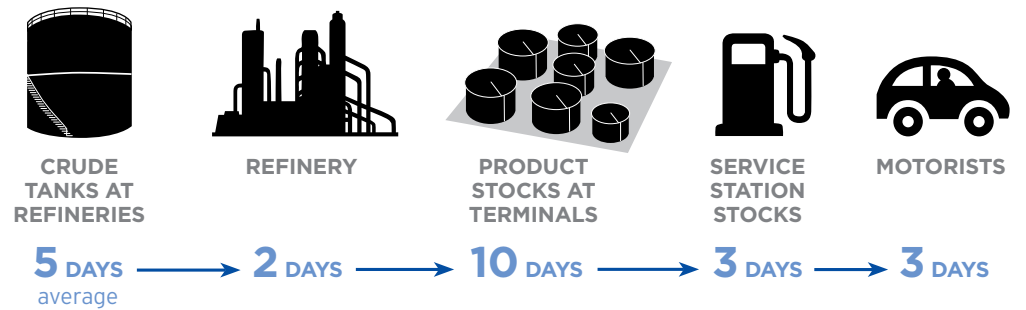 CRUDE
TANKS AT
REFINERIES
REFINERY
PRODUCT
STOCKS AT
TERMINALS
SERVICE
STATION
STOCKS
MOTORISTS
5 DAYS
average
2 DAYS
10 DAYS
3 DAYS
3 DAYS